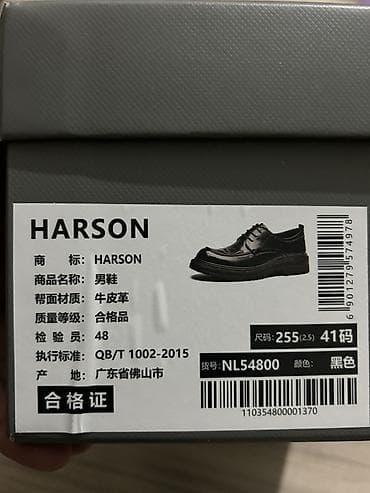 HARSON
商 标: HARSON
商品名称: 男鞋
帮面材质: 牛皮革
质量等级: 合格品
检 验 员: 48
执行标准: QB/T 1002-2015
产 地: 广东省佛山市
合格证
6901279574978
尺码: 255(2.5) 41码
货号: NL54800 颜色: 黑色
110354800001370